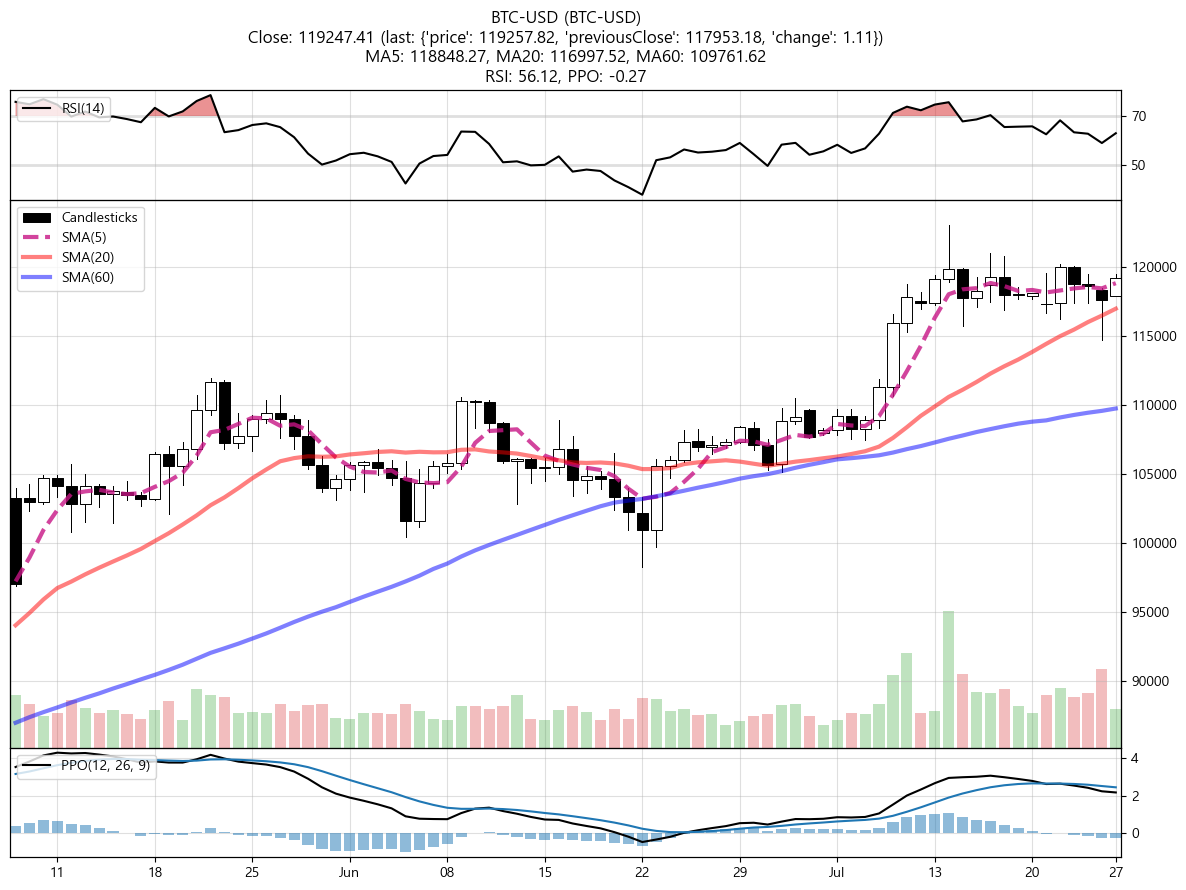 BTC-USD (BTC-USD)
Close: 119247.41 (last: {'price': 119257.82, 'previousClose': 117953.18, 'change': 1.11})
MA5: 118848.27, MA20: 116997.52, MA60: 109761.62
RSI: 56.12, PPO: -0.27
RSI(14)
70
50
Candlesticks
SMA(5)
SMA(20)
SMA(60)
120000
115000
110000
105000
100000
95000
90000
PPO(12, 26, 9)
4
2
0
11 18 25 Jun 08 15 22 29 Jul 13 20 27